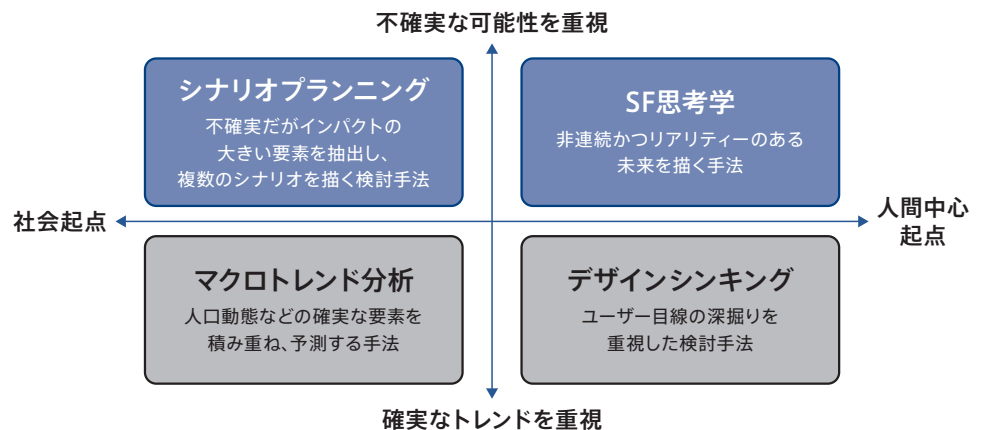 不確実な可能性を重視
シナリオプランニング
不確実だがインパクトの
大きい要素を抽出し、
複数のシナリオを描く検討手法
SF思考学
非連続かつリアリティーのある
未来を描く手法
社会起点
人間中心
起点
マクロトレンド分析
人口動態などの確実な要素を
積み重ね、予測する手法
デザインシンキング
ユーザー目線の深掘りを
重視した検討手法
確実なトレンドを重視